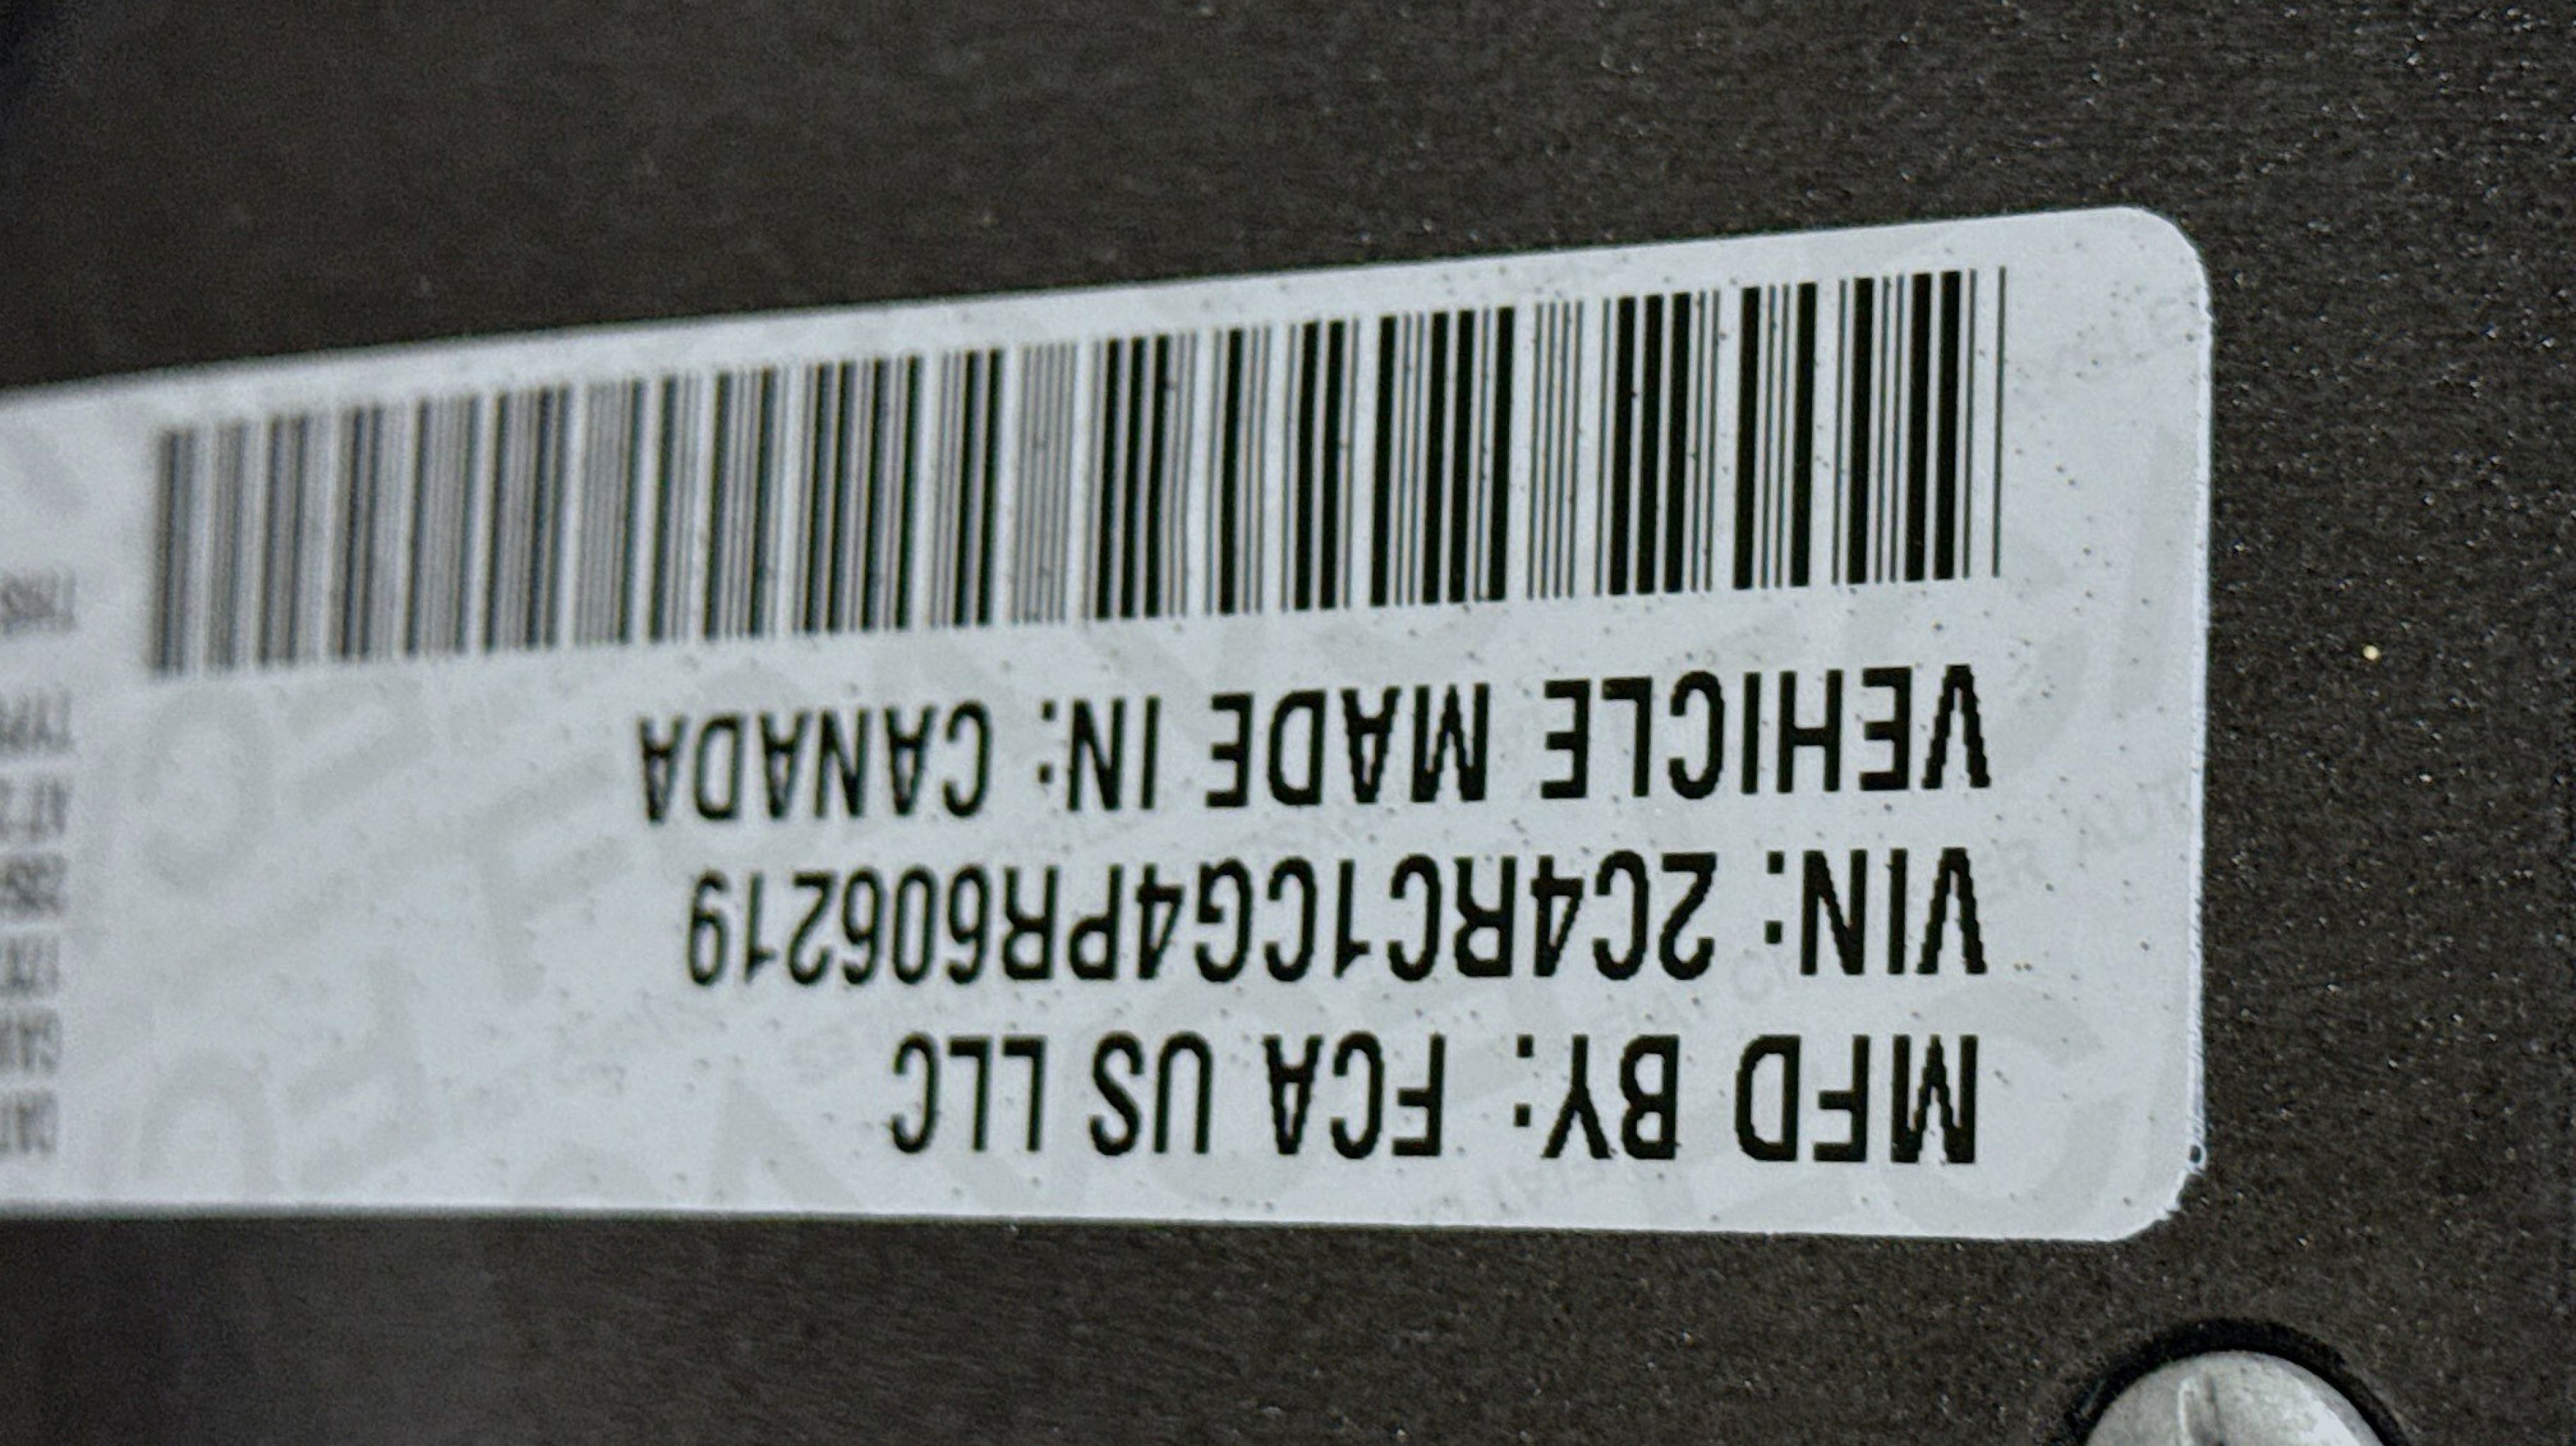 MFD BY: FCA US LLC
VIN: 2C4RC1CG4PR606219
VEHICLE MADE IN: CANADA